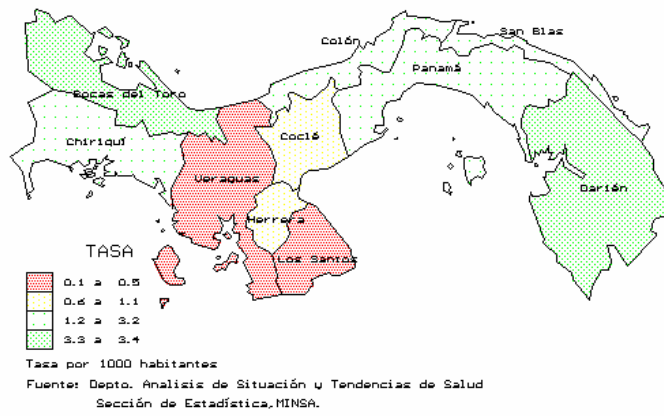 San Blas
Colón
Panamá
Bocas del Toro
Coclé
Chiriquí
Veraguas
Darién
Herrera
Los Santos
TASA
0.1 a 0.5
0.6 a 1.1
1.2 a 3.2
3.3 a 3.4
Tasa por 1000 habitantes
Fuente: Depto. Analisis de Situación y Tendencias de Salud
Sección de Estadística, MINSA.